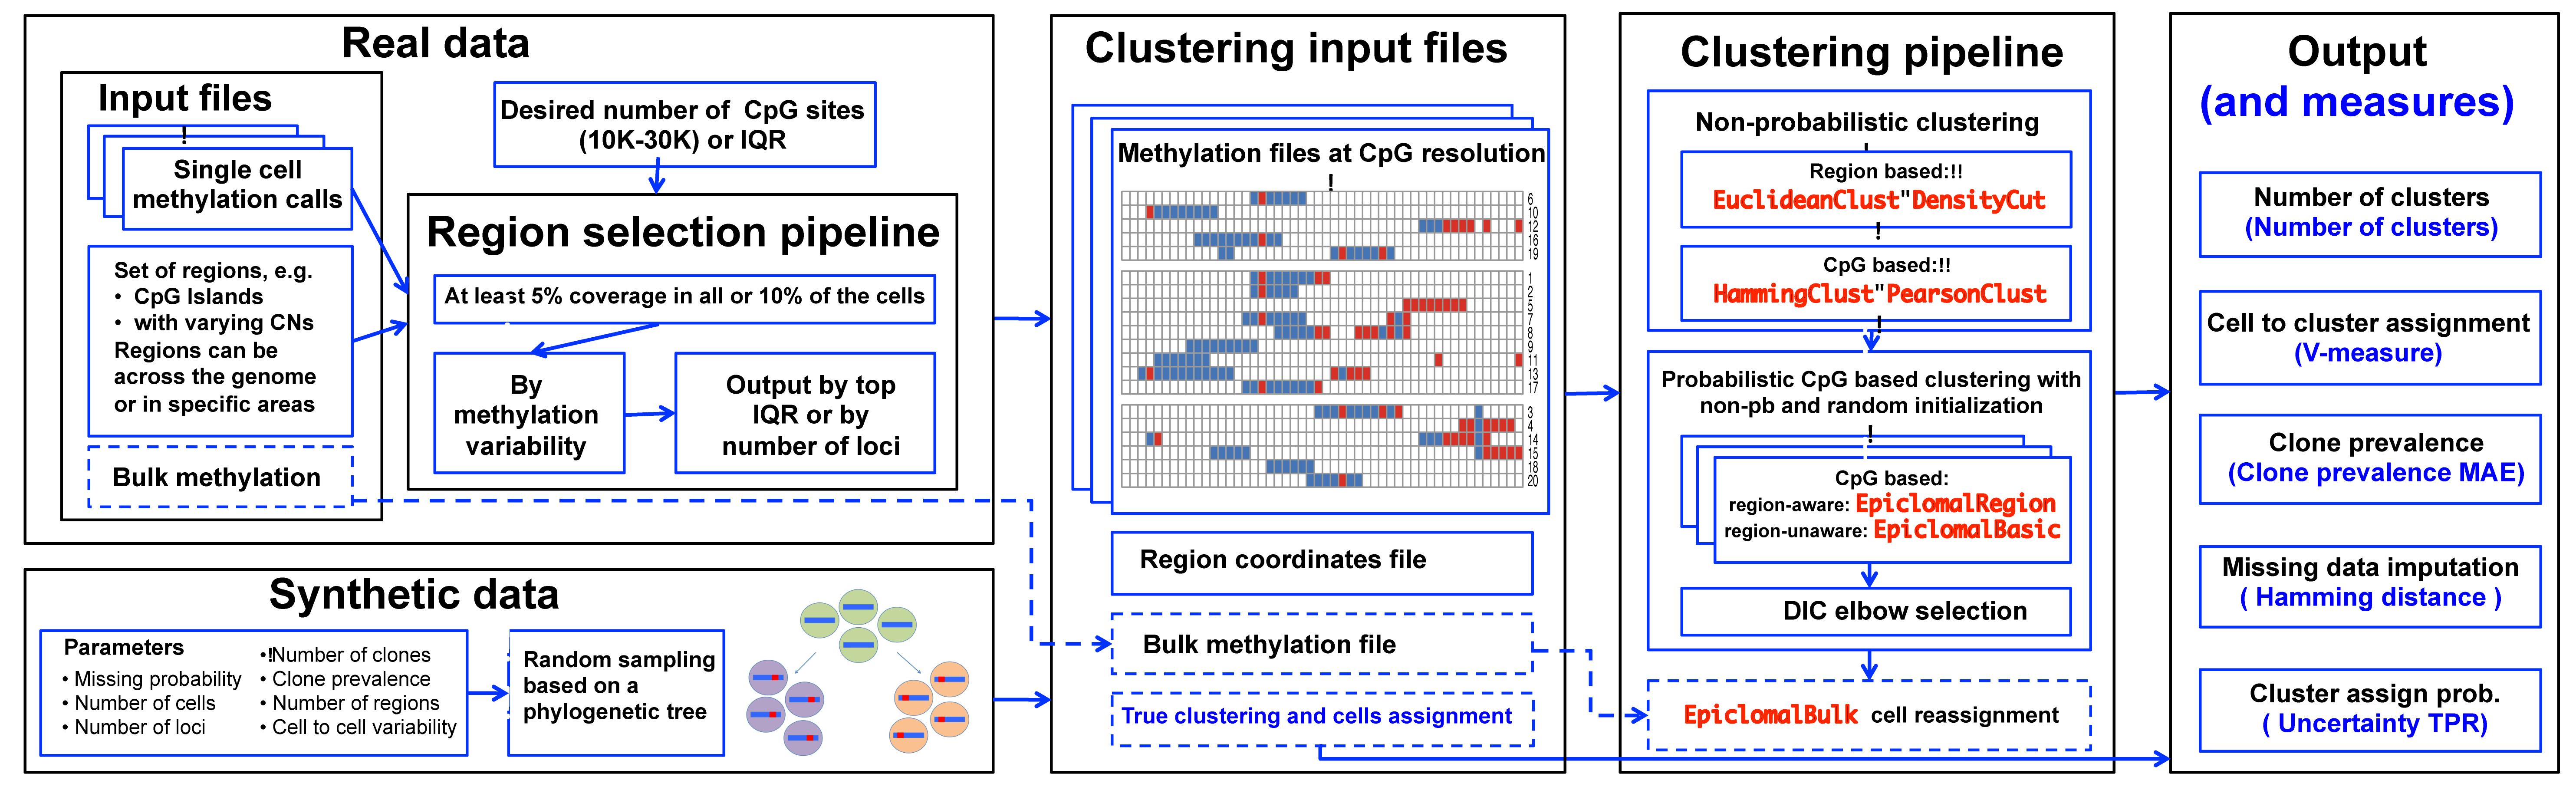 Real data
Input files
!
Single cell
methylation calls
Set of regions, e.g.
• CpG Islands
• with varying CNs
Regions can be
across the genome
or in specific areas
Bulk methylation
Desired number of CpG sites
(10K-30K) or IQR
Region selection pipeline
At least 5% coverage in all or 10% of the cells
By
methylation
variability
Output by top
IQR or by
number of loci
Synthetic data
Parameters
• Missing probability
• Number of cells
• Number of loci
•!Number of clones
• Clone prevalence
• Number of regions
• Cell to cell variability
Random sampling
based on a
phylogenetic tree
Clustering input files
Methylation files at CpG resolution
!
6
10
12
16
19
1
2
5
7
8
9
11
13
17
3
4
14
15
18
20
Region coordinates file
Bulk methylation file
True clustering and cells assignment
Clustering pipeline
Non-probabilistic clustering
!
Region based:!!
EuclideanClust"DensityCut
!
CpG based:!!
HammingClust"PearsonClust
!
Probabilistic CpG based clustering with
non-pb and random initialization
!
CpG based:
region-aware: EpiclomalRegion
region-unaware: EpiclomalBasic
DIC elbow selection
EpiclomalBulk cell reassignment
Output
(and measures)
Number of clusters
(Number of clusters)
Cell to cluster assignment
(V-measure)
Clone prevalence
(Clone prevalence MAE)
Missing data imputation
( Hamming distance )
Cluster assign prob.
( Uncertainty TPR)